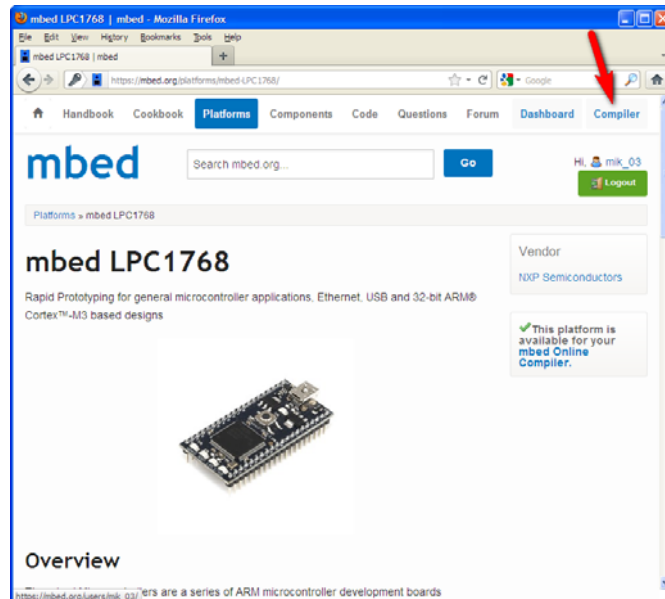 mbed LPC1768 | mbed - Mozilla Firefox
File Edit View History Bookmarks Tools Help
mbed LPC1768 | mbed
https://mbed.org/platforms/mbed-LPC1768/
Google
Handbook Cookbook Platforms Components Code Questions Forum Dashboard Compiler
mbed
Search mbed.org...
Go
Hi, mik_03
Logout
Platforms » mbed LPC1768
mbed LPC1768
Rapid Prototyping for general microcontroller applications, Ethernet, USB and 32-bit ARM®
Cortex™-M3 based designs
Vendor
NXP Semiconductors
This platform is
available for your
mbed Online
Compiler.
Overview
ers are a series of ARM microcontroller development boards
https://mbed.org/users/mik_03/